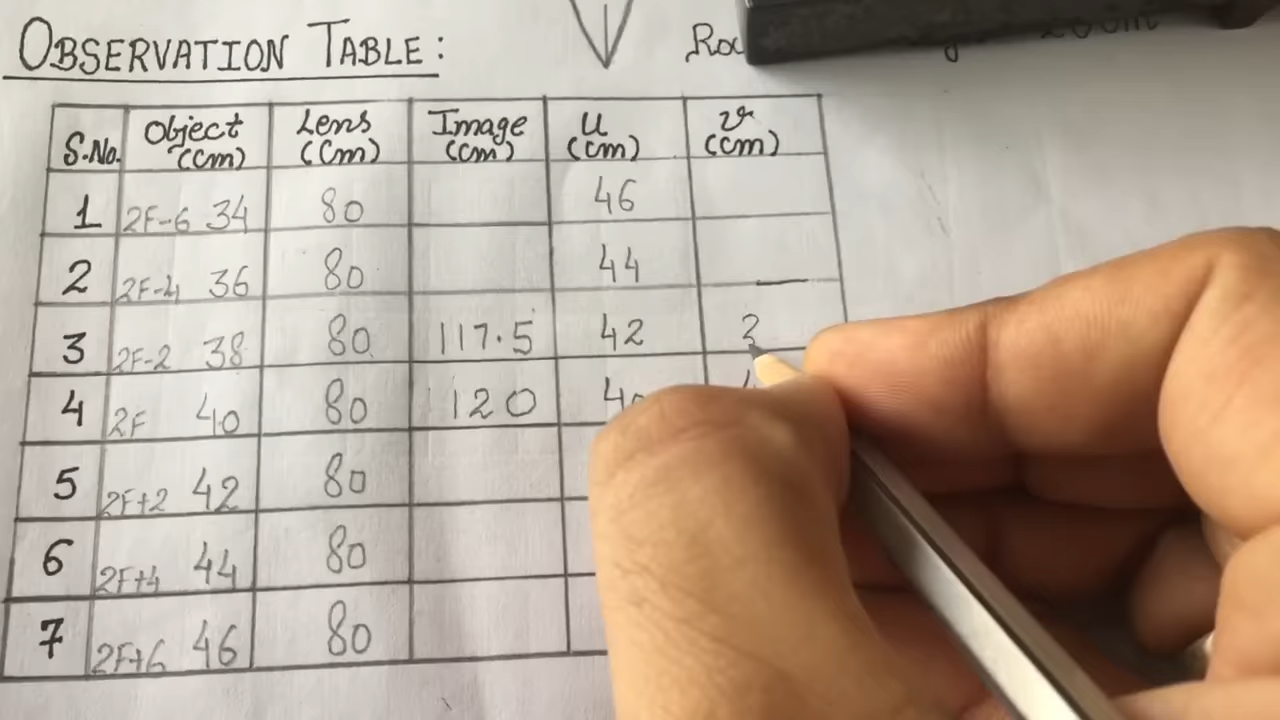 OBSERVATION TABLE:
S.No. Object (cm) Lens (cm) Image (cm) u (cm) v (cm)
1 2F-6 34 80 46
2 2F-4 36 80 44
3 2F-2 38 80 117.5 42 3
4 2F 40 80 120 40
5 2F+2 42 80
6 2F+4 44 80
7 2F+6 46 80